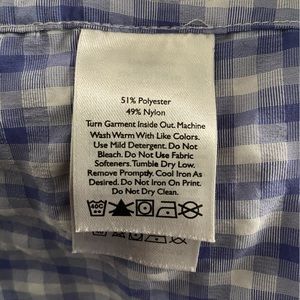 51% Polyester
49% Nylon
Turn Garment Inside Out. Machine
Wash Warm With Like Colors.
Use Mild Detergent. Do Not
Bleach. Do Not Use Fabric
Softeners. Tumble Dry Low.
Remove Promptly. Cool Iron As
Desired. Do Not Iron On Print.
Do Not Dry Clean.
40C